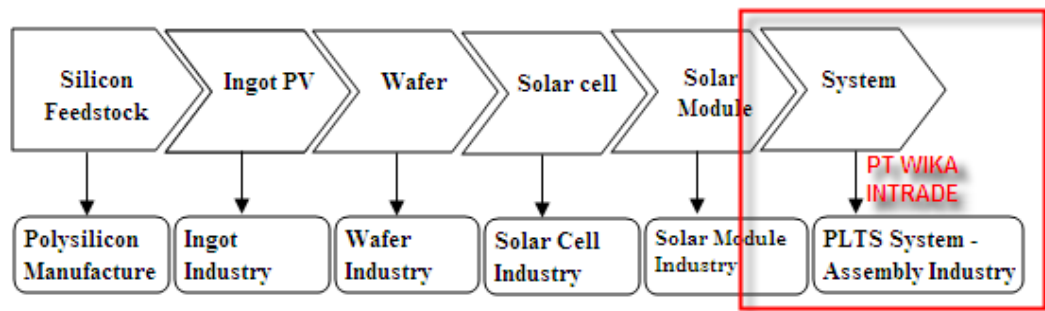 Silicon
Feedstock
Ingot PV
Wafer
Solar cell
Solar
Module
System
PT WIKA
INTRADE
Polysilicon
Manufacture
Ingot
Industry
Wafer
Industry
Solar Cell
Industry
Solar Module
Industry
PLTS System -
Assembly Industry